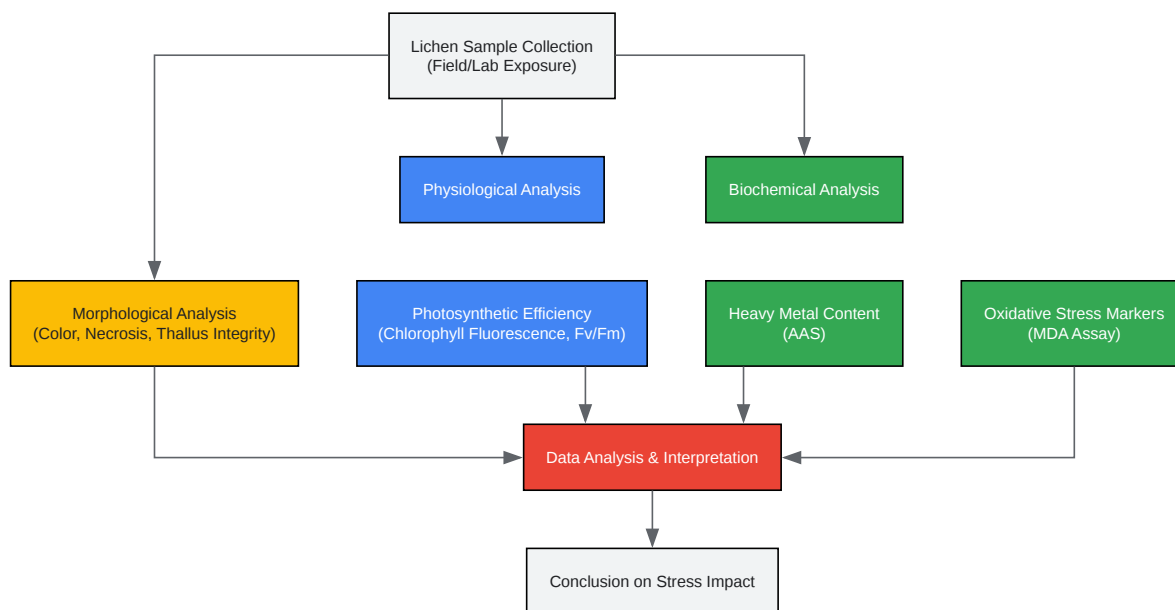 Lichen Sample Collection
(Field/Lab Exposure)
Physiological Analysis
Biochemical Analysis
Morphological Analysis
(Color, Necrosis, Thallus Integrity)
Photosynthetic Efficiency
(Chlorophyll Fluorescence, Fv/Fm)
Heavy Metal Content
(AAS)
Oxidative Stress Markers
(MDA Assay)
Data Analysis & Interpretation
Conclusion on Stress Impact